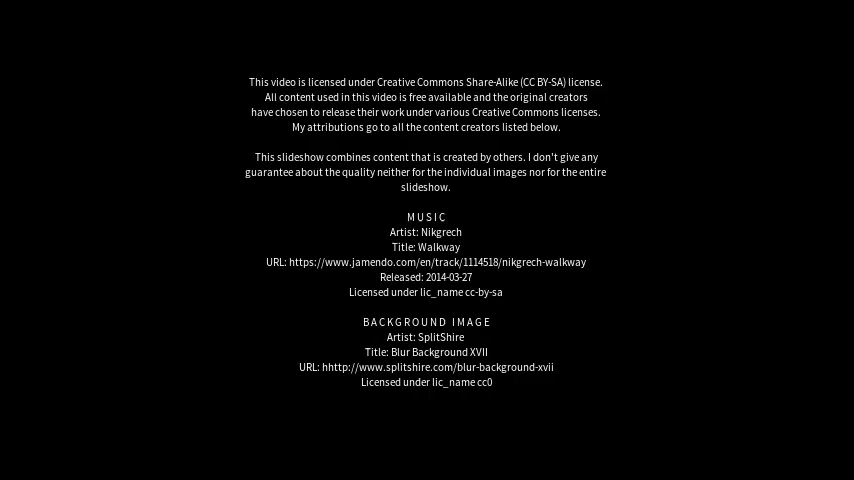 This video is licensed under Creative Commons Share-Alike (CC BY-SA) license.
All content used in this video is free available and the original creators
have chosen to release their work under various Creative Commons licenses.
My attributions go to all the content creators listed below.
This slideshow combines content that is created by others. I don't give any
guarantee about the quality neither for the individual images nor for the entire
slideshow.
MUSIC
Artist: Nikgrech
Title: Walkway
URL: https://www.jamendo.com/en/track/1114518/nikgrech-walkway
Released: 2014-03-27
Licensed under lic_name cc-by-sa
BACKGROUND IMAGE
Artist: SplitShire
Title: Blur Background XVII
URL: hhttp://www.splitshire.com/blur-background-xvii
Licensed under lic_name cc0